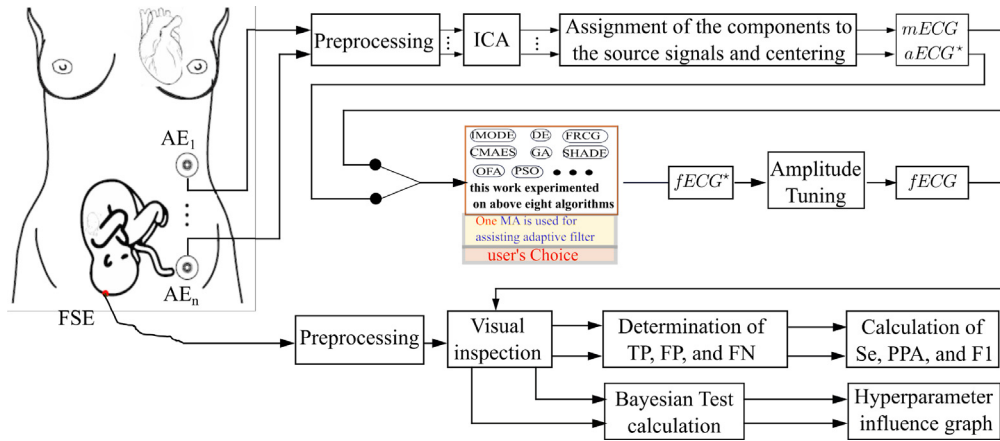 Preprocessing
ICA
Assignment of the components to
the source signals and centering
mECG
aECG*
AE1
AEn
FSE
IMODE DE FRCG
CMAES GA SHADE
OFA PSO
this work experimented
on above eight algorithms
One MA is used for
assisting adaptive filter
user's Choice
fECG*
Amplitude
Tuning
fECG
Preprocessing
Visual
inspection
Determination of
TP, FP, and FN
Calculation of
Se, PPA, and F1
Bayesian Test
calculation
Hyperparameter
influence graph